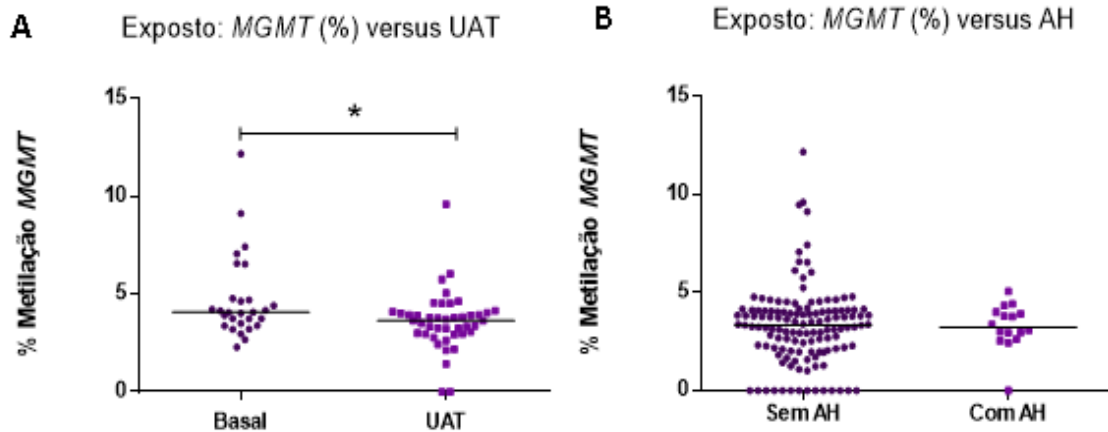 A
Exposto: MGMT (%) versus UAT
% Metilação MGMT
15
*
10
5
0
Basal
UAT
B
Exposto: MGMT (%) versus AH
% Metilação MGMT
15
10
5
0
Sem AH
Com AH